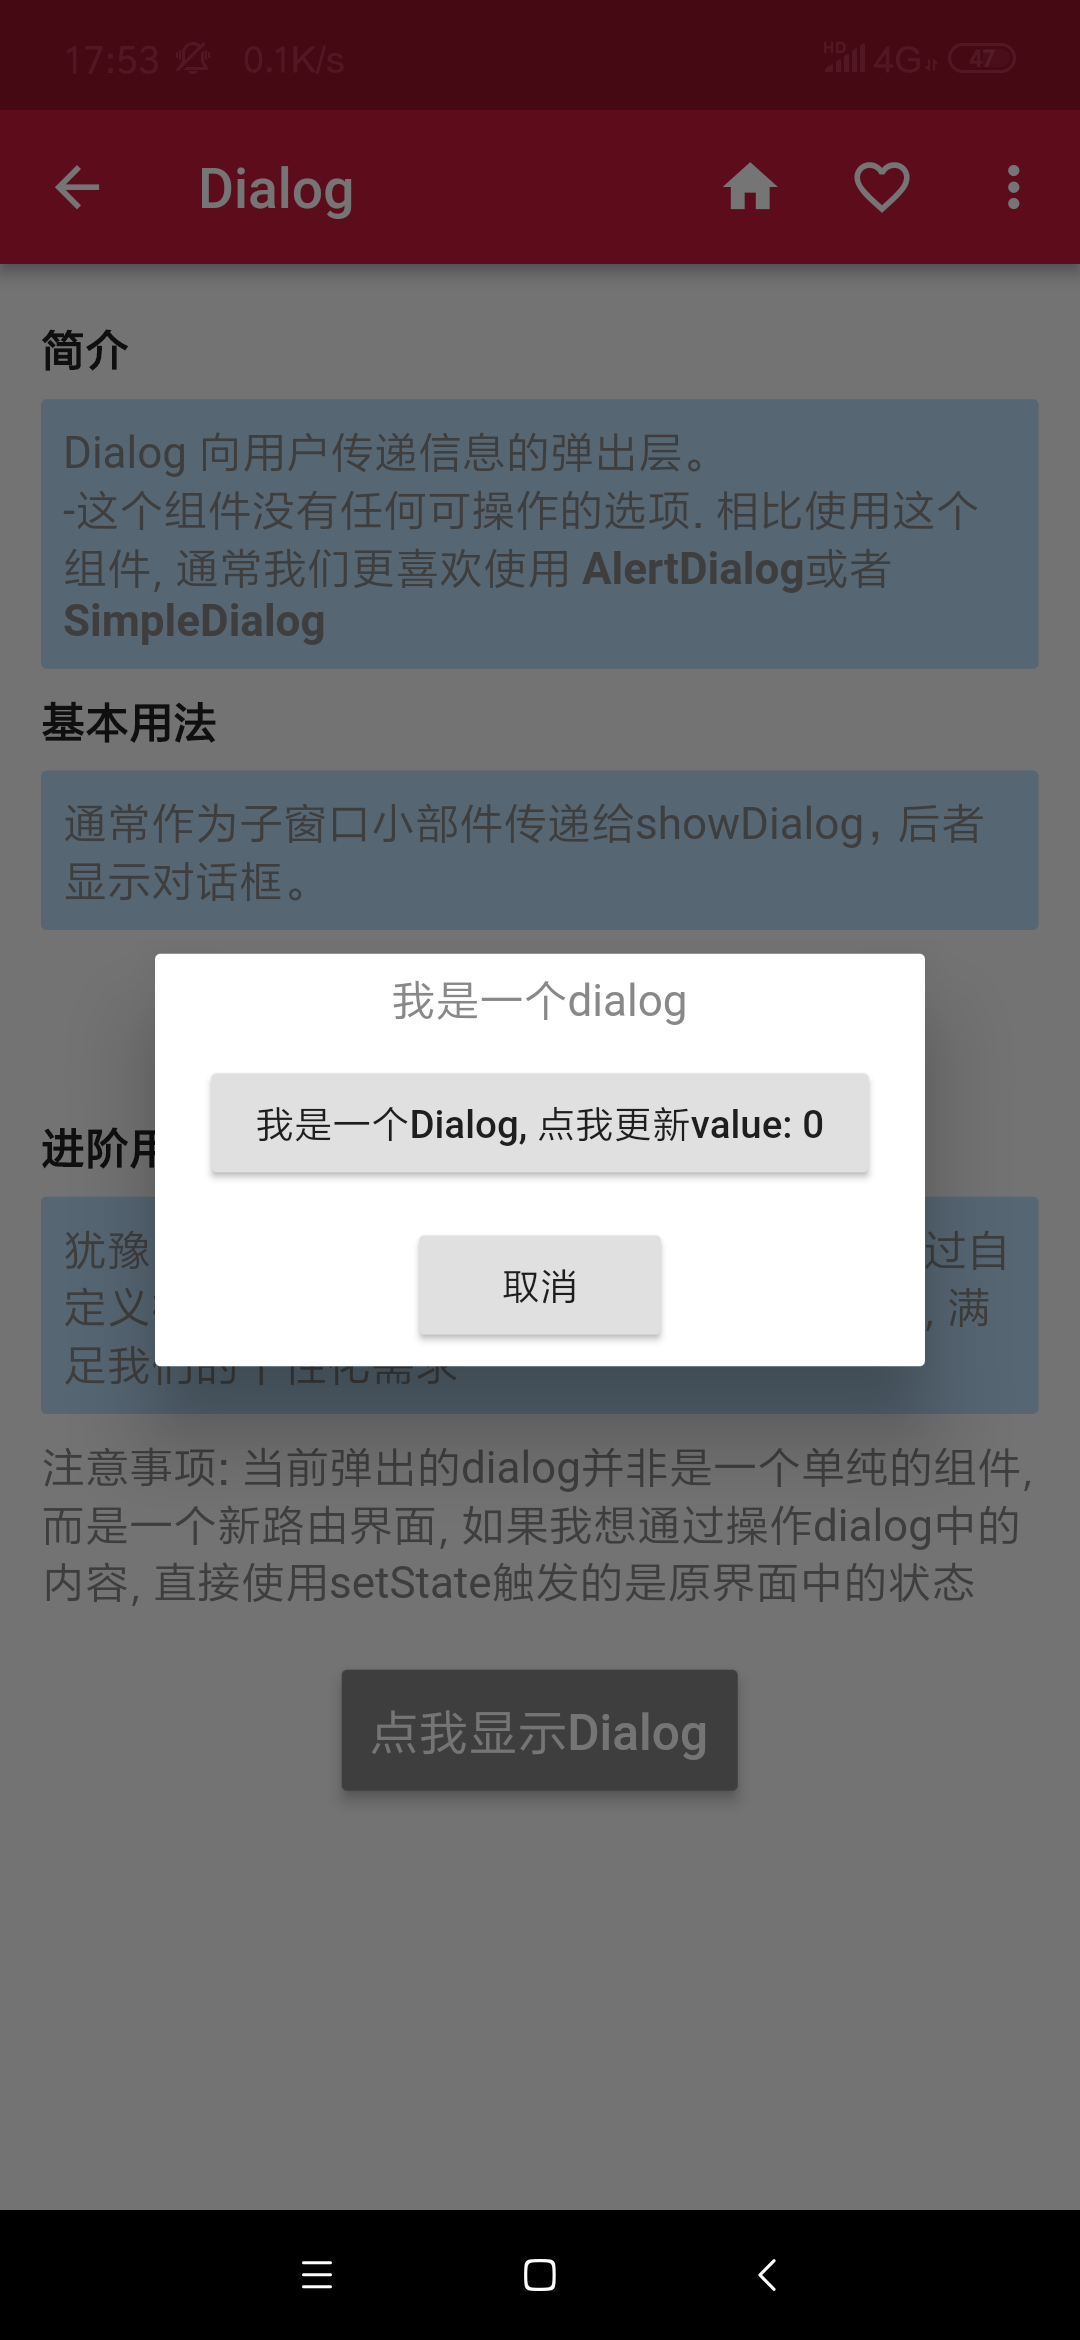 17:53 0.1K/s HD 4G 47
Dialog
简介
Dialog 向用户传递信息的弹出层。
-这个组件没有任何可操作的选项. 相比使用这个
组件, 通常我们更喜欢使用 AlertDialog或者
SimpleDialog
基本用法
通常作为子窗口小部件传递给showDialog，后者
显示对话框。
我是一个dialog
我是一个Dialog, 点我更新value: 0
取消
进阶用
犹豫 过自
定义 , 满
足我们的个性化需求
注意事项: 当前弹出的dialog并非是一个单纯的组件,
而是一个新路由界面, 如果我想通过操作dialog中的
内容, 直接使用setState触发的是原界面中的状态
点我显示Dialog